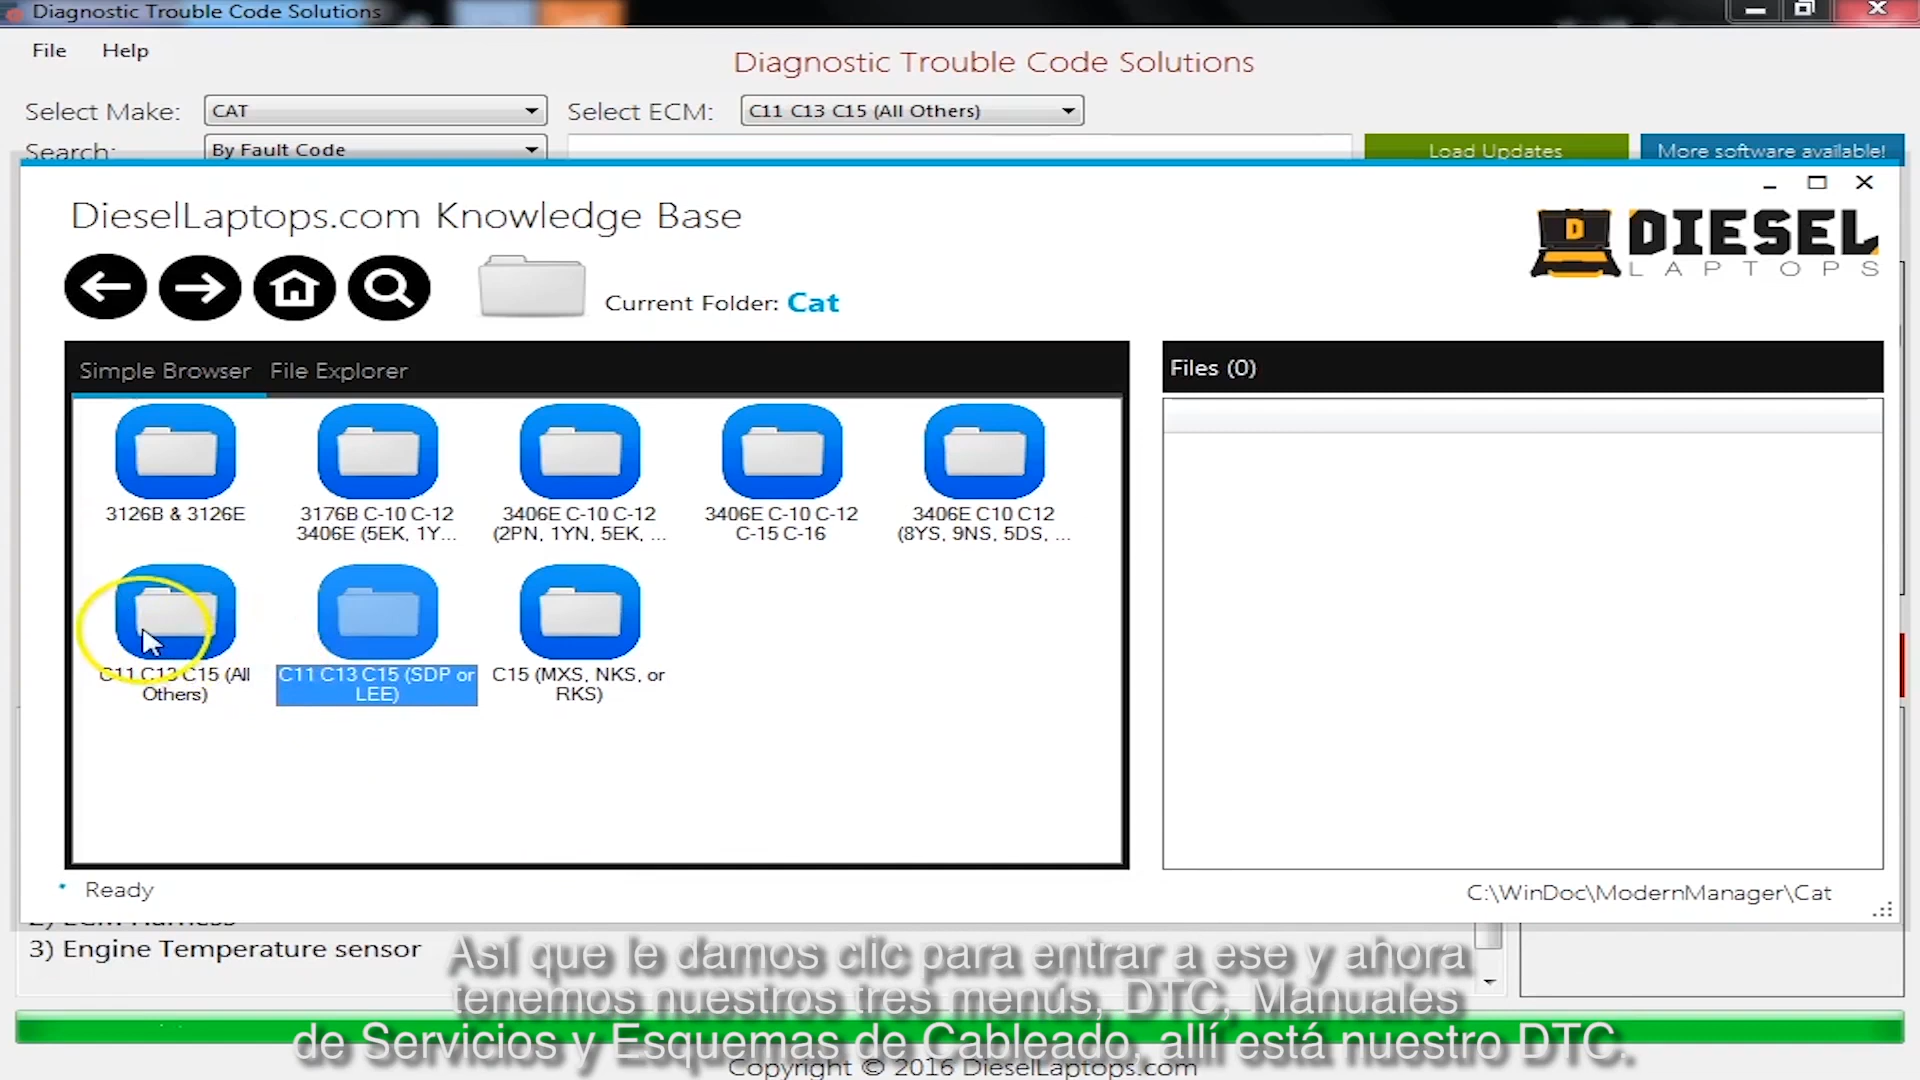 Diagnostic Trouble Code Solutions
File Help
Diagnostic Trouble Code Solutions
Select Make: CAT Select ECM: C11 C13 C15 (All Others)
Search: By Fault Code Load Updates More software available!
DieselLaptops.com Knowledge Base
D DIESEL
LAPTOPS
Current Folder: Cat
Simple Browser File Explorer
Files (0)
3126B & 3126E
3176B C-10 C-12
3406E (5EK, 1Y...
3406E C-10 C-12
(2PN, 1YN, 5EK, ...
3406E C-10 C-12
C-15 C-16
3406E C10 C12
(8YS, 9NS, 5DS, ...
C11 C13 C15 (All
Others)
C11 C13 C15 (SDP or
LEE)
C15 (MXS, NKS, or
RKS)
Ready
C:\WinDoc\ModernManager\Cat
2) ECM Harness
3) Engine Temperature sensor
Así que le damos clic para entrar a ese y ahora
tenemos nuestros tres menús, DTC, Manuales
de Servicios y Esquemas de Cableado, allí está nuestro DTC.
Copyright © 2016 DieselLaptops.com